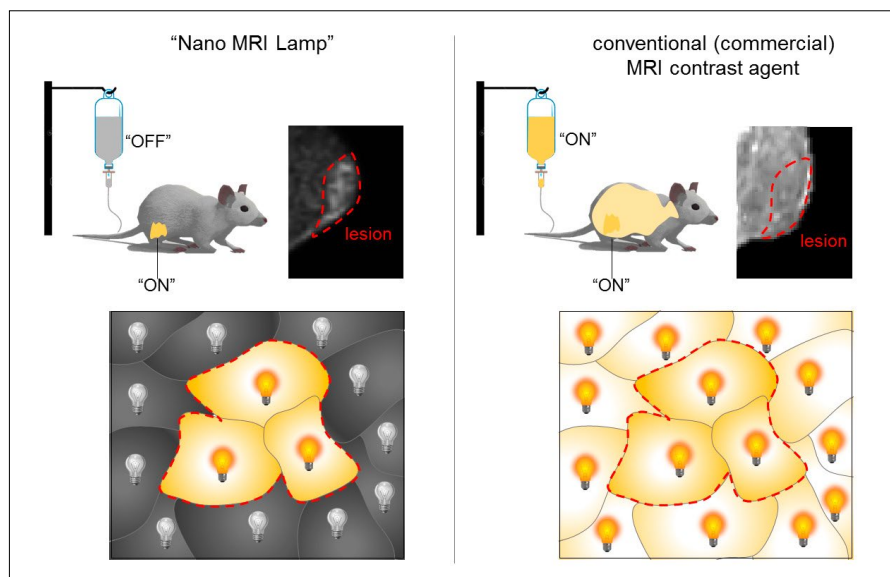 “Nano MRI Lamp”
“OFF”
lesion
“ON”
conventional (commercial)
MRI contrast agent
“ON”
lesion
“ON”